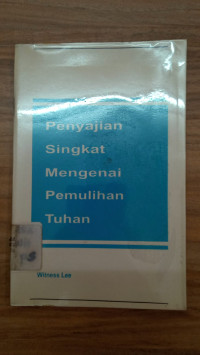 Penyajian
Singkat
Mengenai
Pemulihan
Tuhan
Witness Lee